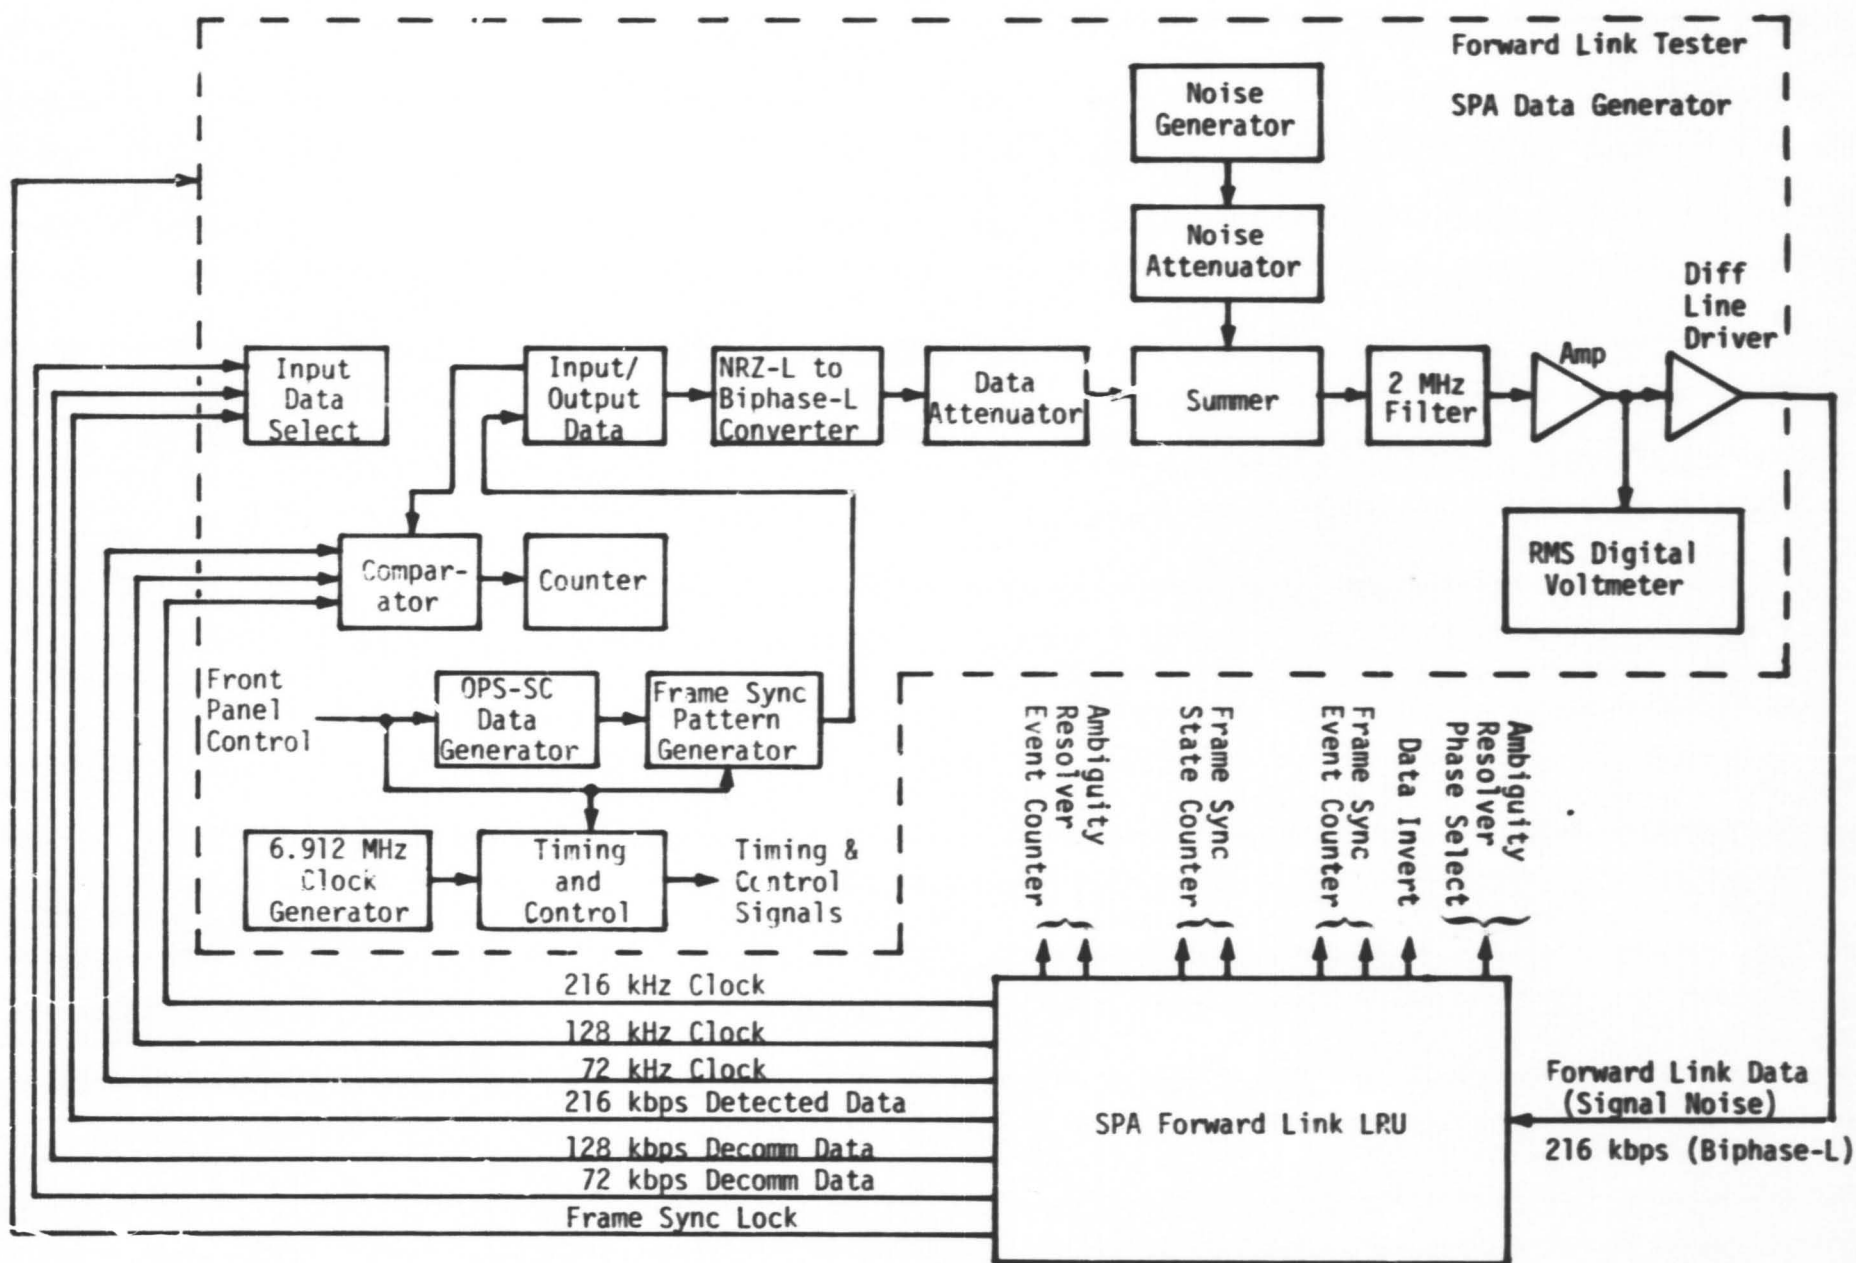 Forward Link Tester
SPA Data Generator
Noise
Generator
Noise
Attenuator
Diff
Line
Driver
Input
Data
Select
Input/
Output
Data
NRZ-L to
Biphase-L
Converter
Data
Attenuator
Summer
2 MHz
Filter
Amp
RMS Digital
Voltmeter
Compar-
ator
Counter
Front
Panel
Control
OPS-SC
Data
Generator
Frame Sync
Pattern
Generator
6.912 MHz
Clock
Generator
Timing
and
Control
Timing &
Control
Signals
Ambiguity
Resolver
Event Counter
Frame Sync
State Counter
Frame Sync
Event Counter
Data Invert
Ambiguity
Resolver
Phase Select
216 kHz Clock
128 kHz Clock
72 kHz Clock
216 kbps Detected Data
128 kbps Decomm Data
72 kbps Decomm Data
Frame Sync Lock
SPA Forward Link LRU
Forward Link Data
(Signal Noise)
216 kbps (Biphase-L)